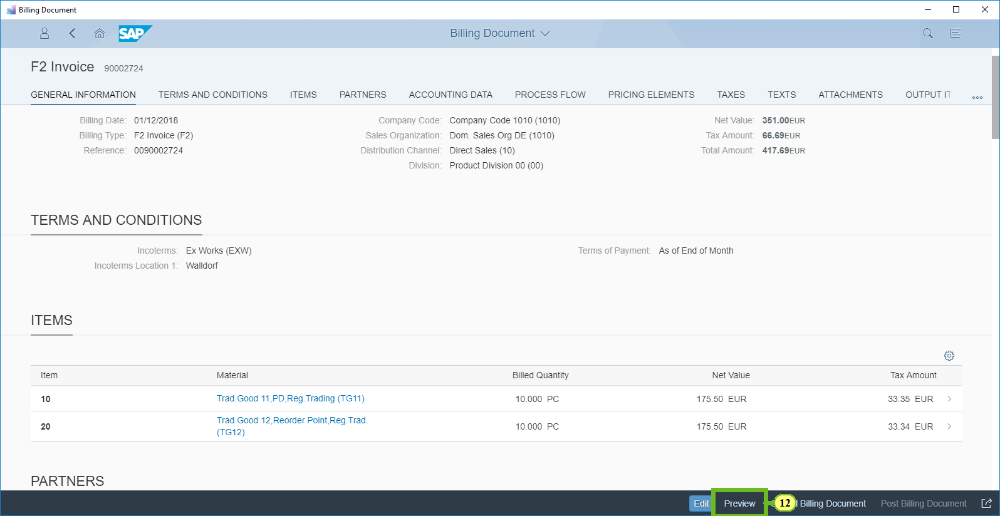 Billing Document
SAP
Billing Document
F2 Invoice 90002724
GENERAL INFORMATION TERMS AND CONDITIONS ITEMS PARTNERS ACCOUNTING DATA PROCESS FLOW PRICING ELEMENTS TAXES TEXTS ATTACHMENTS OUTPUT IT
Billing Date: 01/12/2018 Company Code: Company Code 1010 (1010) Net Value: 351.00EUR
Billing Type: F2 Invoice (F2) Sales Organization: Dom. Sales Org DE (1010) Tax Amount: 66.69EUR
Reference: 0090002724 Distribution Channel: Direct Sales (10) Total Amount: 417.69EUR
Division: Product Division 00 (00)
TERMS AND CONDITIONS
Incoterms: Ex Works (EXW) Terms of Payment: As of End of Month
Incoterms Location 1: Walldorf
ITEMS
Item Material Billed Quantity Net Value Tax Amount
10 Trad.Good 11,PD,Reg.Trading (TG11) 10.000 PC 175.50 EUR 33.35 EUR
20 Trad.Good 12,Reorder Point,Reg.Trad. (TG12) 10.000 PC 175.50 EUR 33.34 EUR
PARTNERS
Edit Preview 12 Billing Document Post Billing Document